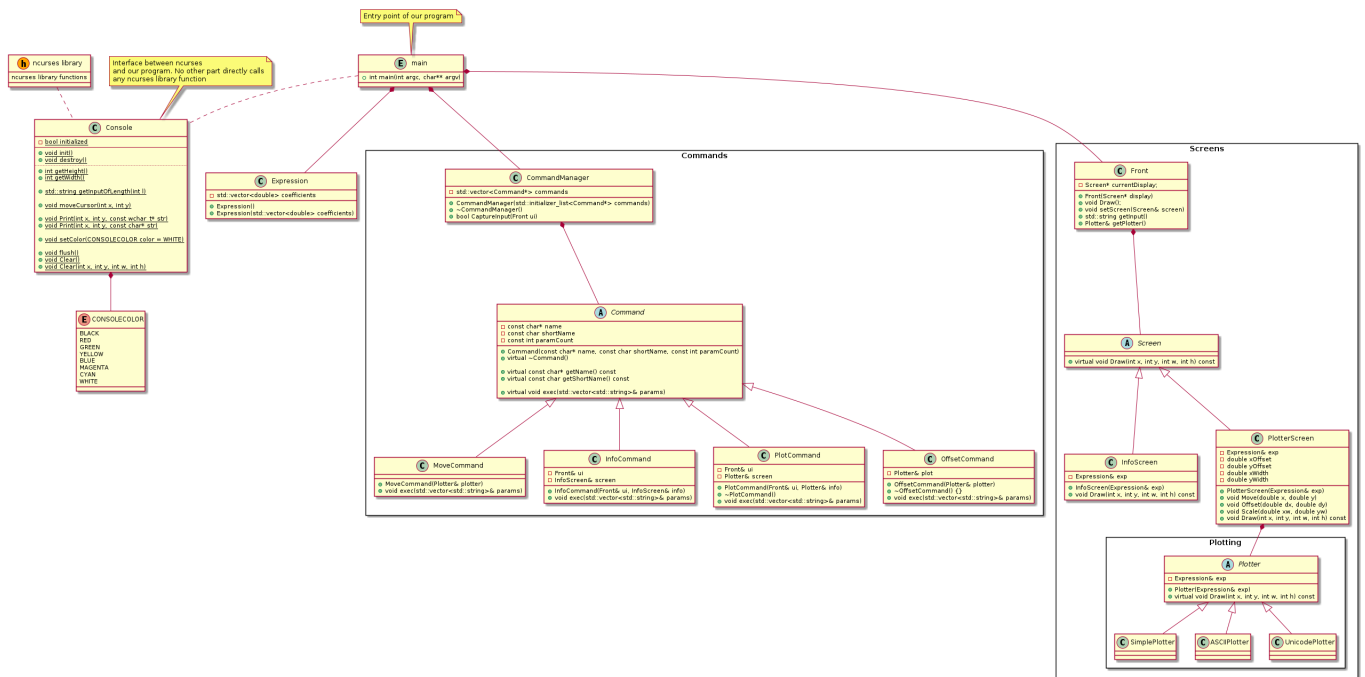 Entry point of our program
h ncurses library
ncurses library functions
Interface between ncurses
and our program. No other part directly calls
any ncurses library function
E main
int main(int argc, char** argv)
C Console
bool initialized
void init()
void destroy()
int getHeight()
int getWidth()
std::string getInputOfLength(int l)
void moveCursor(int x, int y)
void Print(int x, int y, const wchar_t* str)
void Print(int x, int y, const char* str)
void setColor(CONSOLECOLOR color = WHITE)
void flush()
void Clear()
void Clear(int x, int y, int w, int h)
E CONSOLECOLOR
BLACK
RED
GREEN
YELLOW
BLUE
MAGENTA
CYAN
WHITE
C Expression
std::vector<double> coefficients
Expression()
Expression(std::vector<double> coefficients)
Commands
C CommandManager
std::vector<Command*> commands
CommandManager(std::initializer_list<Command*> commands)
~CommandManager()
bool CaptureInput(Front ui)
A Command
const char* name
const char shortName
const int paramCount
Command(const char* name, const char shortName, const int paramCount)
virtual ~Command()
virtual const char* getName() const
virtual const char getShortName() const
virtual void exec(std::vector<std::string>& params)
C MoveCommand
MoveCommand(Plotter& plotter)
void exec(std::vector<std::string>& params)
C InfoCommand
Front& ui
InfoScreen& screen
InfoCommand(Front& ui, InfoScreen& info)
void exec(std::vector<std::string>& params)
C PlotCommand
Front& ui
Plotter& screen
PlotCommand(Front& ui, Plotter& info)
~PlotCommand()
void exec(std::vector<std::string>& params)
C OffsetCommand
Plotter& plot
OffsetCommand(Plotter& plotter)
~OffsetCommand() {}
void exec(std::vector<std::string>& params)
Screens
C Front
Screen* currentDisplay;
Front(Screen* display)
void Draw();
void setScreen(Screen& screen)
std::string getInput()
Plotter& getPlotter()
A Screen
virtual void Draw(int x, int y, int w, int h) const
C InfoScreen
Expression& exp
InfoScreen(Expression& exp)
void Draw(int x, int y, int w, int h) const
C PlotterScreen
Expression& exp
double xOffset
double yOffset
double xWidth
double yWidth
PlotterScreen(Expression& exp)
void Move(double x, double y)
void Offset(double dx, double dy)
void Scale(double xw, double yw)
void Draw(int x, int y, int w, int h) const
Plotting
A Plotter
Expression& exp
Plotter(Expression& exp)
virtual void Draw(int x, int y, int w, int h) const
C SimplePlotter
C ASCIIPlotter
C UnicodePlotter